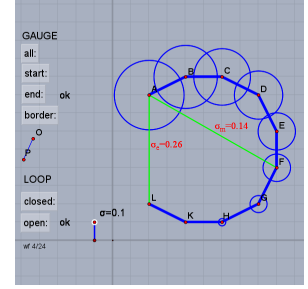 GAUGE
all:
start:
end: ok
border:
O
P
LOOP
closed:
open: ok
wf 4/24
σ=0.1
A
B
C
D
E
F
G
H
K
L
σc=0.26
σm=0.14